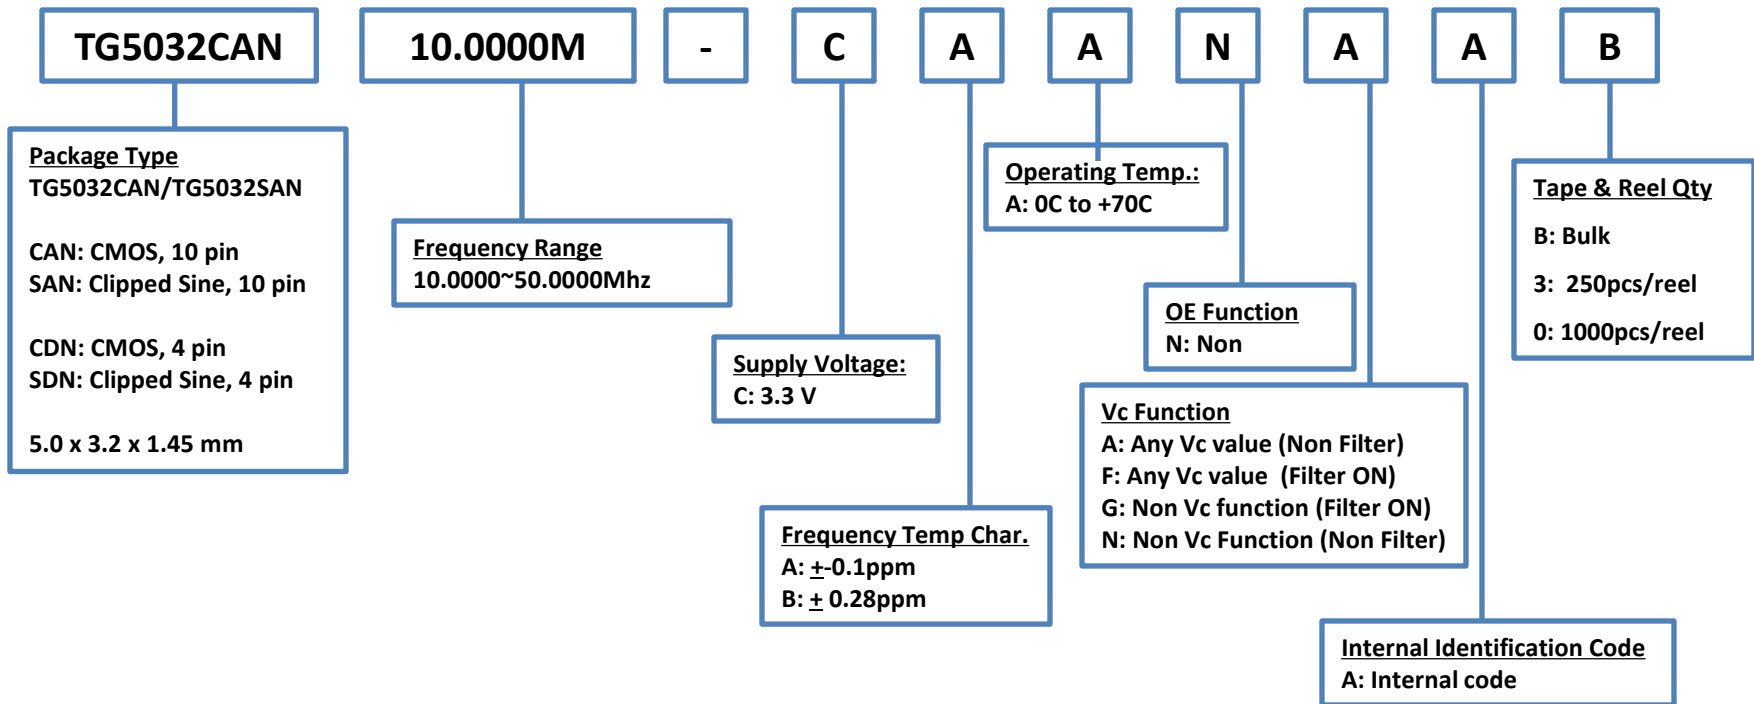 TG5032CAN 10.0000M - C A A N A A B
Package Type
TG5032CAN/TG5032SAN
CAN: CMOS, 10 pin
SAN: Clipped Sine, 10 pin
CDN: CMOS, 4 pin
SDN: Clipped Sine, 4 pin
5.0 x 3.2 x 1.45 mm
Frequency Range
10.0000~50.0000Mhz
Supply Voltage:
C: 3.3 V
Frequency Temp Char.
A: +-0.1ppm
B: + 0.28ppm
Operating Temp.:
A: 0C to +70C
OE Function
N: Non
Vc Function
A: Any Vc value (Non Filter)
F: Any Vc value  (Filter ON)
G: Non Vc function (Filter ON)
N: Non Vc Function (Non Filter)
Internal Identification Code
A: Internal code
Tape & Reel Qty
B: Bulk
3:  250pcs/reel
0: 1000pcs/reel